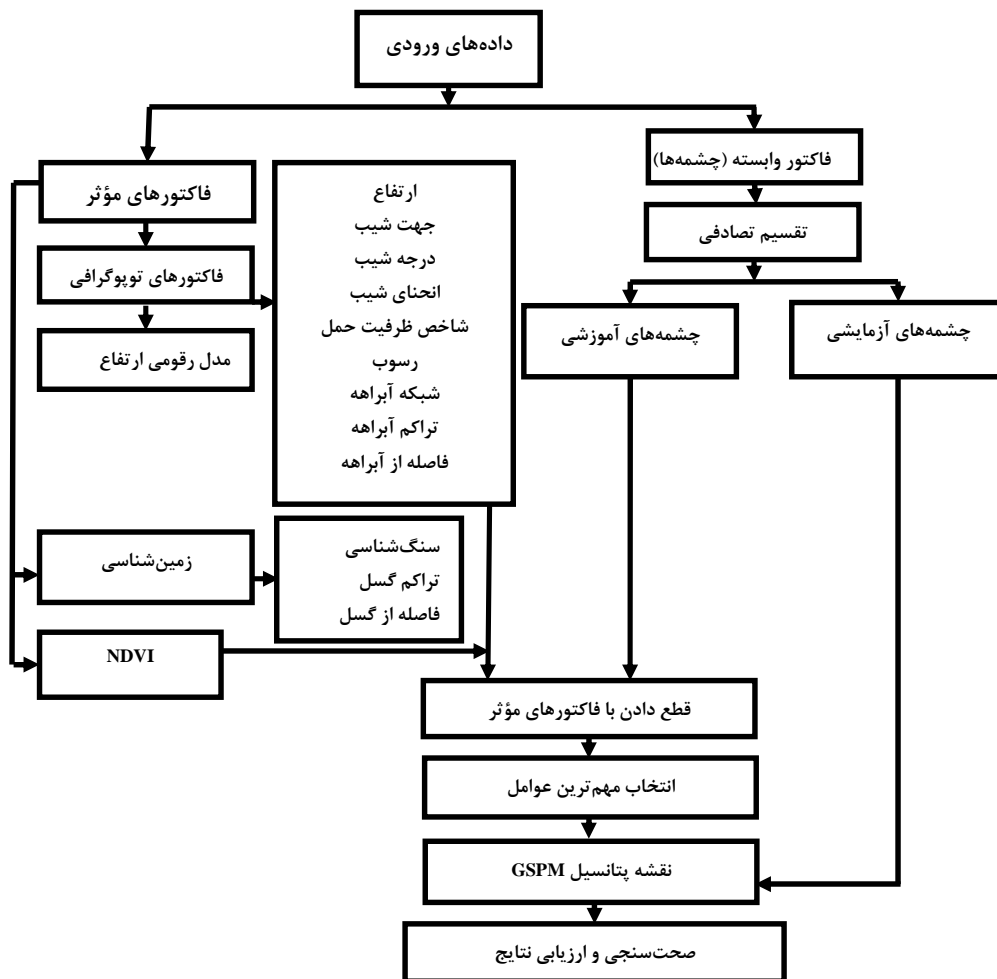 داده‌های ورودی
فاکتور وابسته (چشمه‌ها)
فاکتورهای مؤثر
تقسیم تصادفی
فاکتورهای توپوگرافی
مدل رقومی ارتفاع
ارتفاع
جهت شیب
درجه شیب
انحنای شیب
شاخص ظرفیت حمل
رسوب
شبکه آبراهه
تراکم آبراهه
فاصله از آبراهه
چشمه‌های آموزشی
چشمه‌های آزمایشی
زمین‌شناسی
سنگ‌شناسی
تراکم گسل
فاصله از گسل
NDVI
قطع دادن با فاکتورهای مؤثر
انتخاب مهم‌ترین عوامل
نقشه پتانسیل GSPM
صحت‌سنجی و ارزیابی نتایج